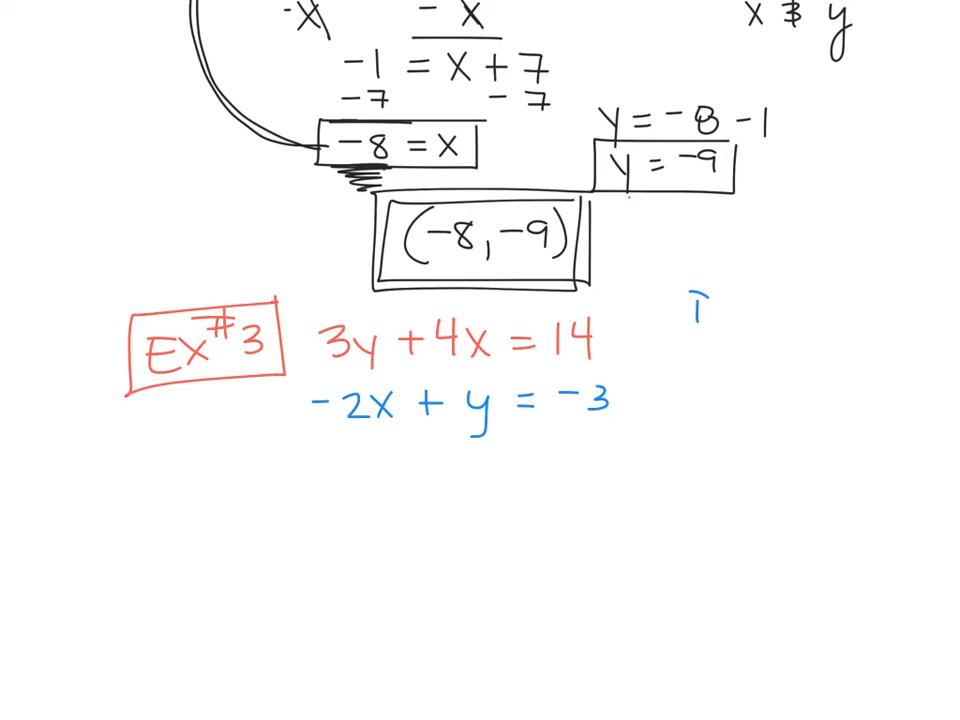 -x - x x & y
-1 = x + 7
-7 - 7
y = -8 - 1
-8 = x
y = -9
(-8, -9)
I
Ex #3 3y + 4x = 14
-2x + y = -3